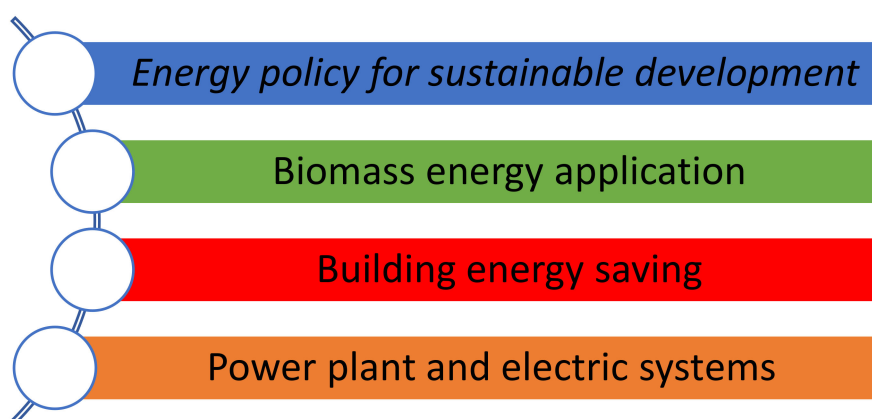 Energy policy for sustainable development
Biomass energy application
Building energy saving
Power plant and electric systems